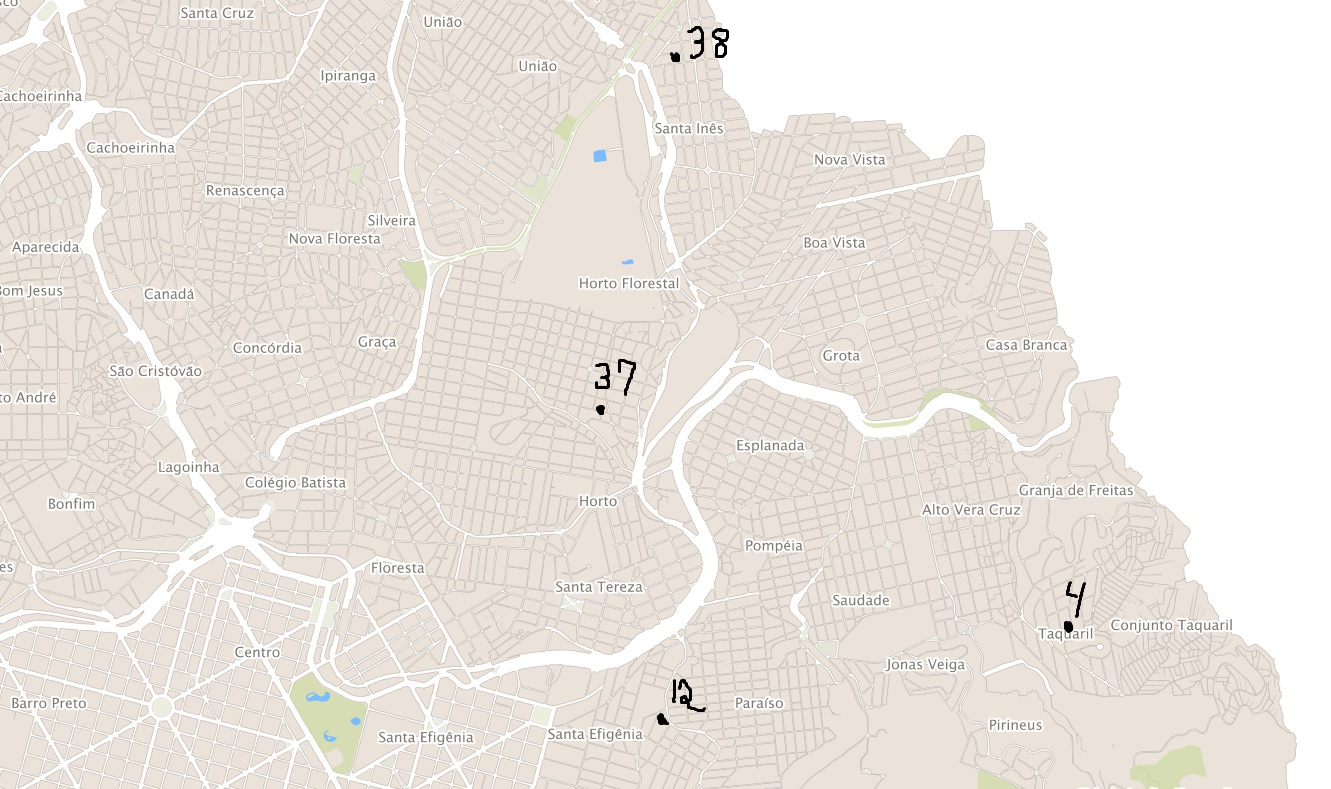 Santa Cruz
União
38
União
Ipiranga
Cachoeirinha
Santa Inês
Cachoeirinha
Nova Vista
Renascença
Silveira
Nova Floresta
Boa Vista
Aparecida
Horto Florestal
Bom Jesus
Canadá
Graça
Concórdia
Casa Branca
Grota
São Cristóvão
37
to André
Esplanada
Lagoinha
Colégio Batista
Granja de Freitas
Bonfim
Horto
Alto Vera Cruz
Pompéia
es
Floresta
Santa Tereza
Saudade
4
Conjunto Taquaril
Taquaril
Centro
Jonas Veiga
12
Barro Preto
Paraíso
Pirineus
Santa Efigênia
Santa Efigênia